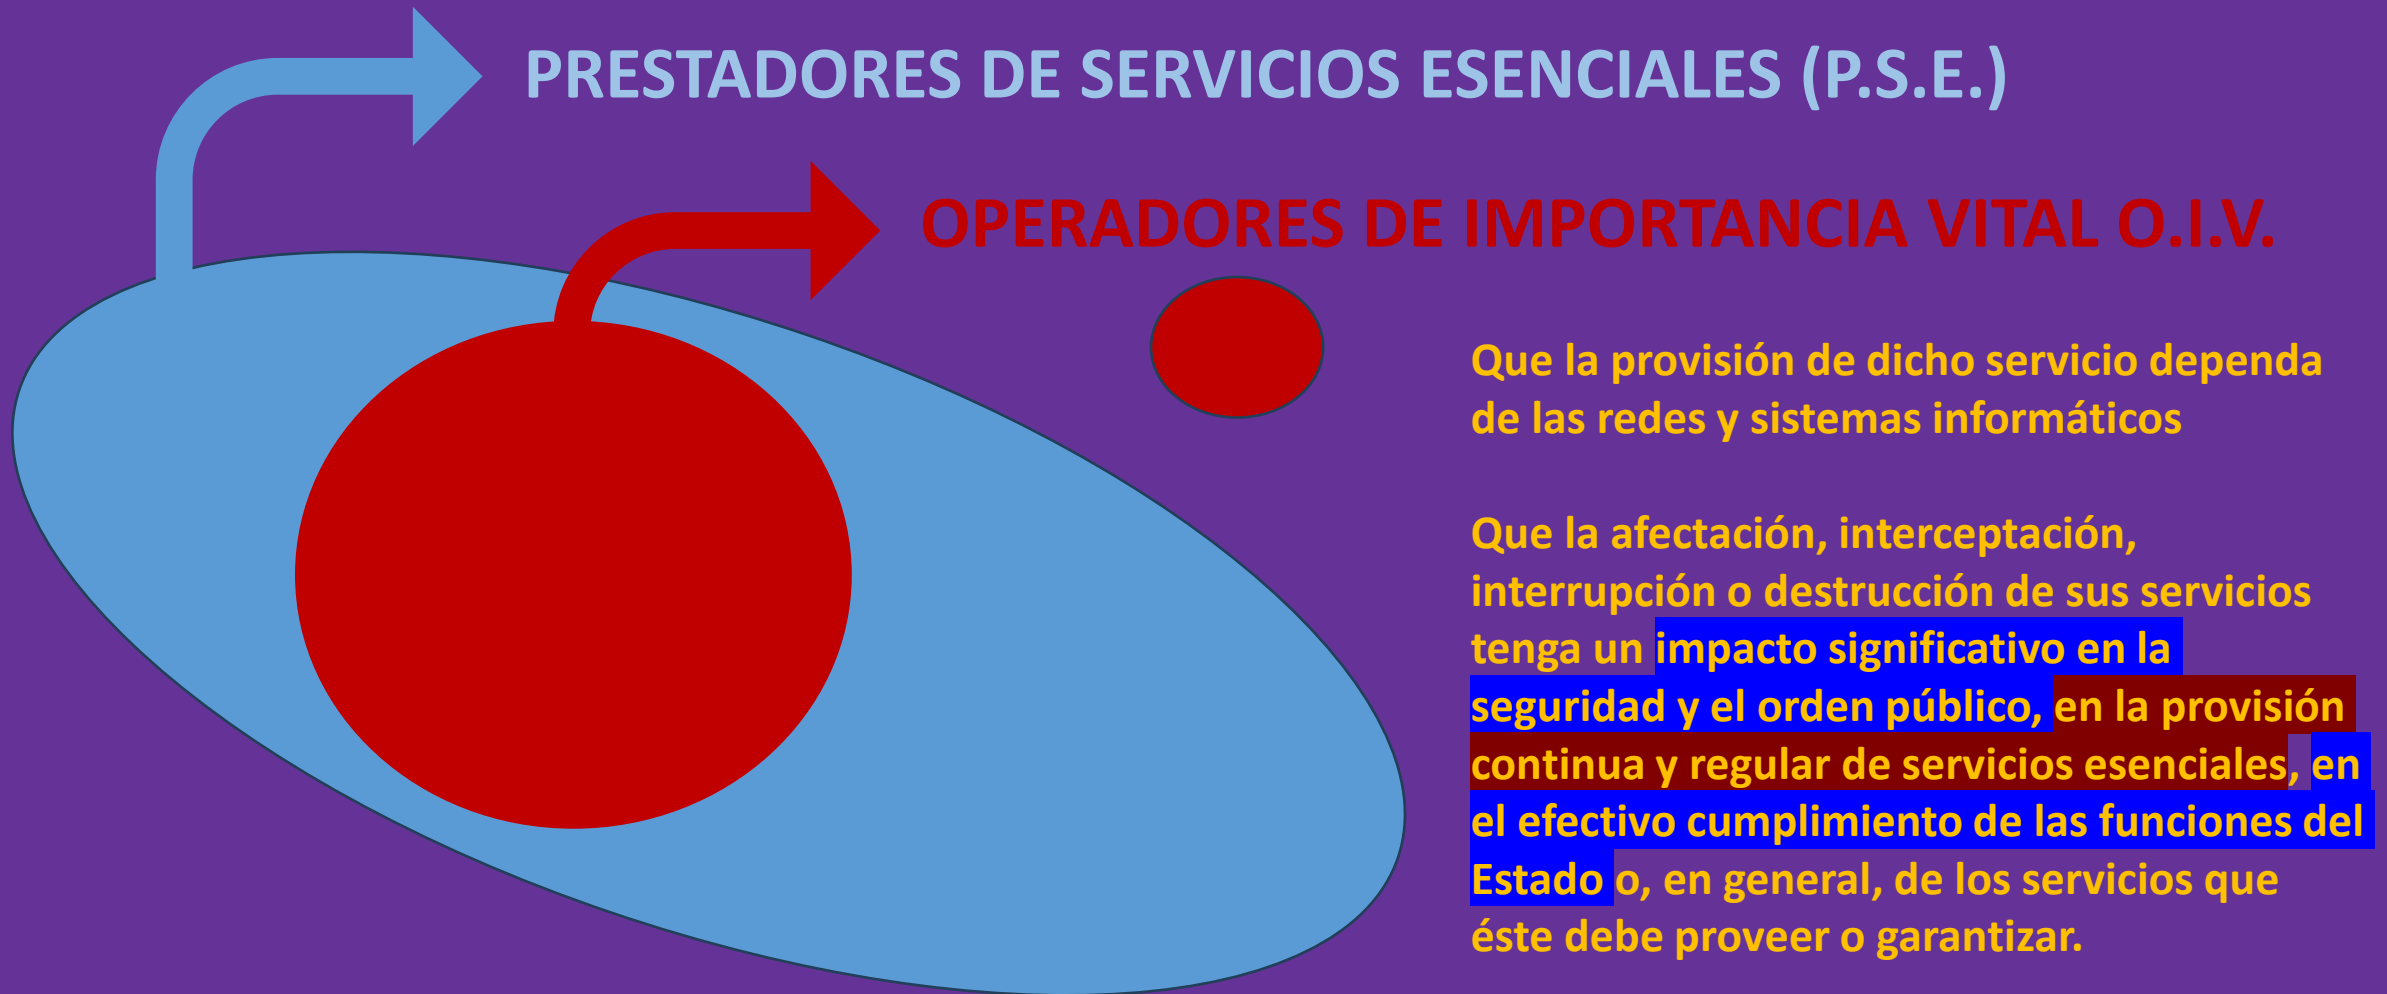 PRESTADORES DE SERVICIOS ESENCIALES (P.S.E.)
OPERADORES DE IMPORTANCIA VITAL O.I.V.
Que la provisión de dicho servicio dependa
de las redes y sistemas informáticos
Que la afectación, interceptación,
interrupción o destrucción de sus servicios
tenga un impacto significativo en la
seguridad y el orden público, en la provisión
continua y regular de servicios esenciales, en
el efectivo cumplimiento de las funciones del
Estado o, en general, de los servicios que
éste debe proveer o garantizar.